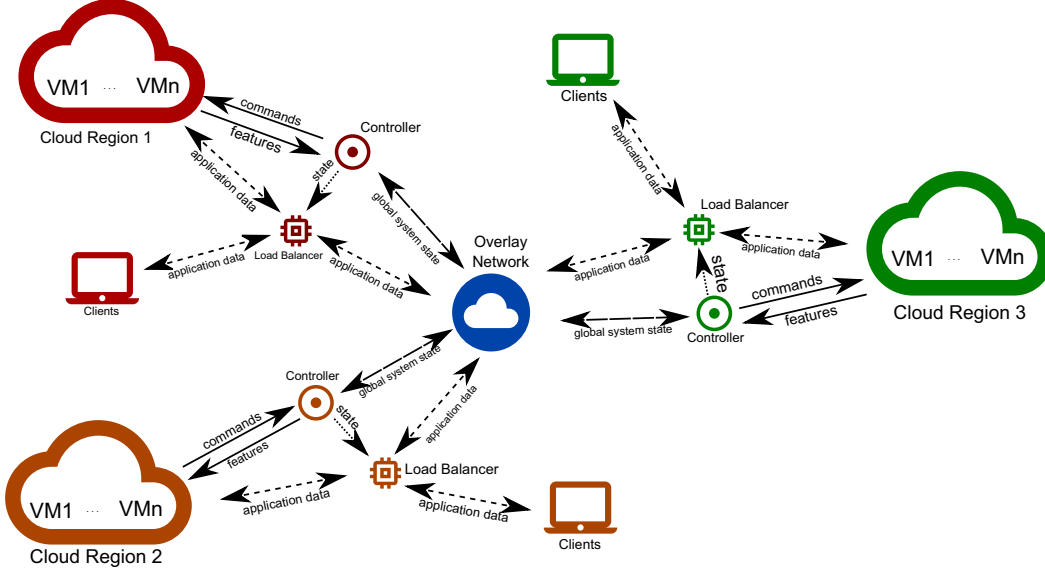 VM1 ... VMn
Cloud Region 1
commands
features
Controller
state
application data
global system state
Load Balancer
application data
application data
Clients
Overlay
Network
Clients
application data
Load Balancer
application data
application data
state
commands
features
global system state
Controller
VM1 ... VMn
Cloud Region 3
Controller
global system state
state
commands
features
application data
Load Balancer
application data
application data
VM1 ... VMn
Cloud Region 2
Clients